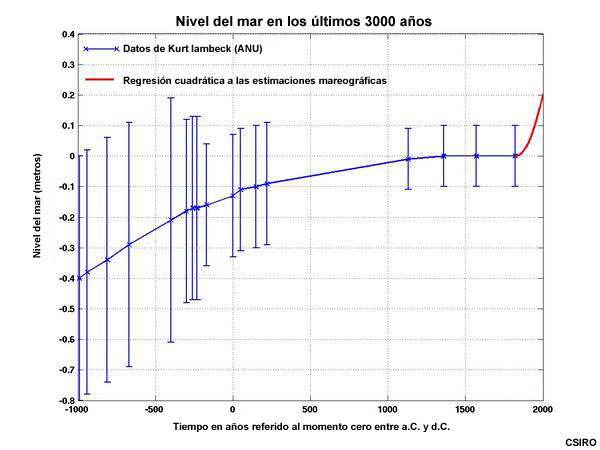 Nivel del mar en los últimos 3000 años
0.4
Datos de Kurt lambeck (ANU)
0.3
Regresión cuadrática a las estimaciones mareográficas
0.2
0.1
0
-0.1
-0.2
-0.3
-0.4
-0.5
-0.6
-0.7
-0.8
Nivel del mar (metros)
-1000 -500 0 500 1000 1500 2000
Tiempo en años referido al momento cero entre a.C. y d.C.
CSIRO